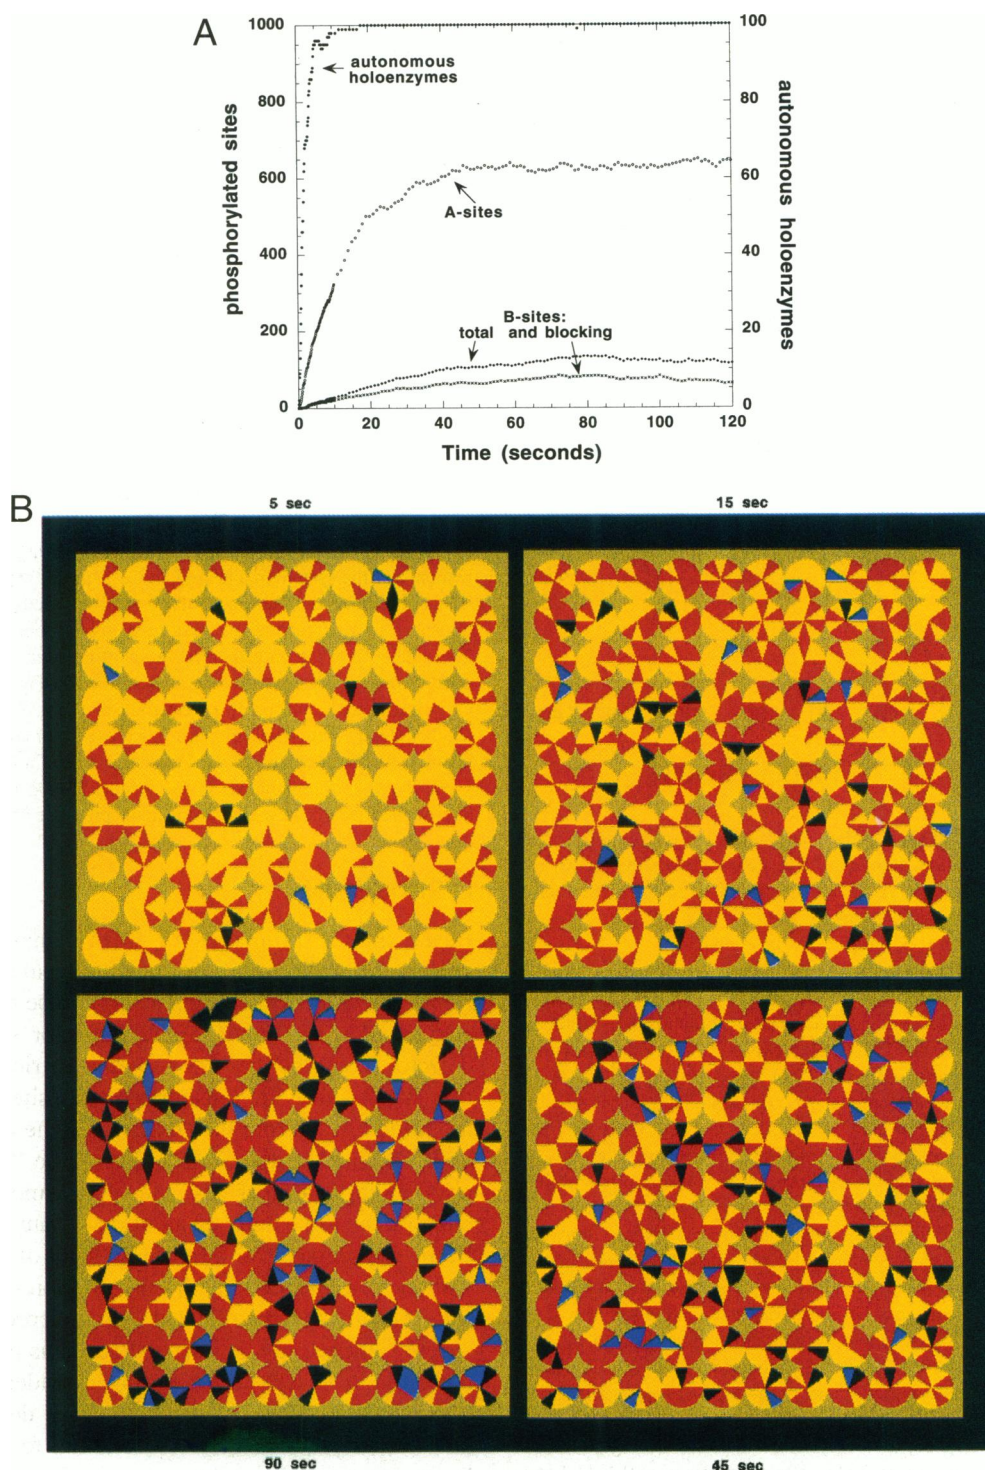 A
1000
800
600
400
200
0
phosphorylated sites
100
80
60
40
20
0
autonomous holoenzymes
autonomous
holoenzymes
A-sites
B-sites:
total and blocking
0 20 40 60 80 100 120
Time (seconds)
B
5 sec
15 sec
90 sec
45 sec